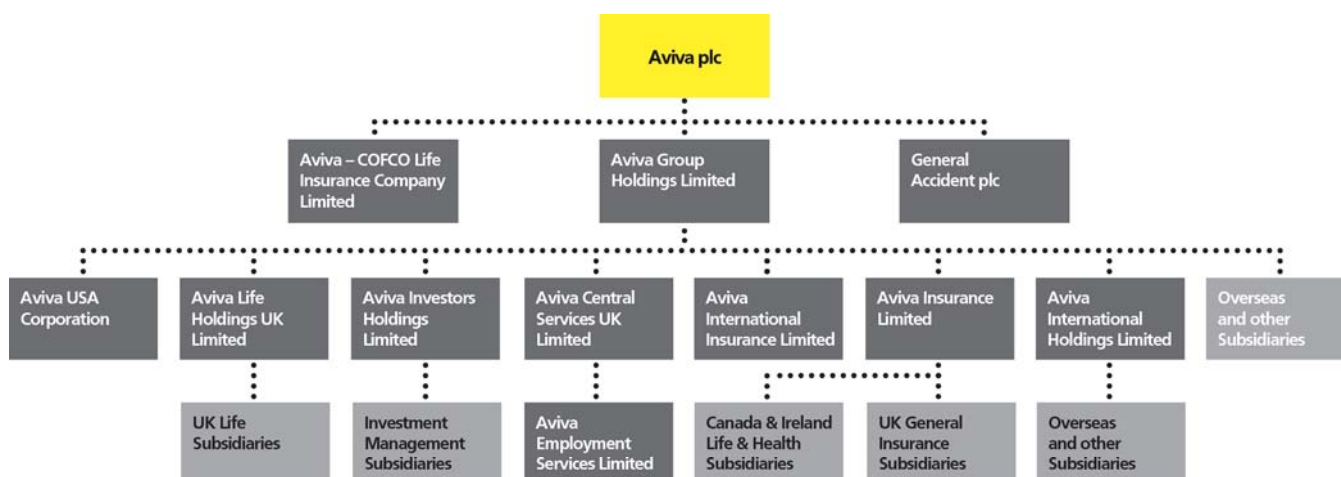 Aviva plc
Aviva – COFCO Life
Insurance Company
Limited
Aviva Group
Holdings Limited
General
Accident plc
Aviva USA
Corporation
Aviva Life
Holdings UK
Limited
Aviva Investors
Holdings
Limited
Aviva Central
Services UK
Limited
Aviva
International
Insurance Limited
Aviva Insurance
Limited
Aviva
International
Holdings Limited
Overseas
and other
Subsidiaries
UK Life
Subsidiaries
Investment
Management
Subsidiaries
Aviva
Employment
Services Limited
Canada & Ireland
Life & Health
Subsidiaries
UK General
Insurance
Subsidiaries
Overseas
and other
Subsidiaries